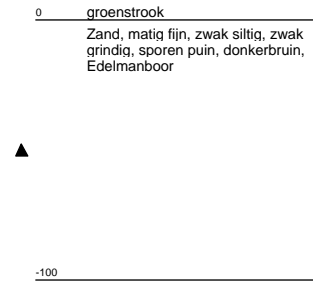 0 groenstrook
Zand, matig fijn, zwak siltig, zwak
grindig, sporen puin, donkerbruin,
Edelmanboor
-100